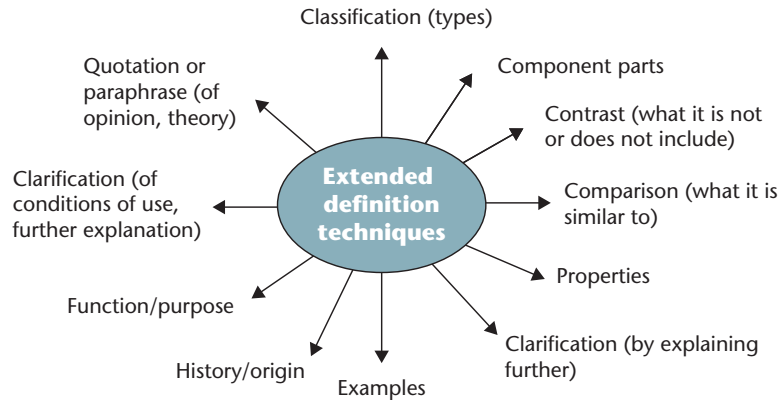 Classification (types)
Component parts
Contrast (what it is not
or does not include)
Comparison (what it is
similar to)
Properties
Clarification (by explaining
further)
Examples
History/origin
Function/purpose
Clarification (of
conditions of use,
further explanation)
Quotation or
paraphrase (of
opinion, theory)
Extended
definition
techniques